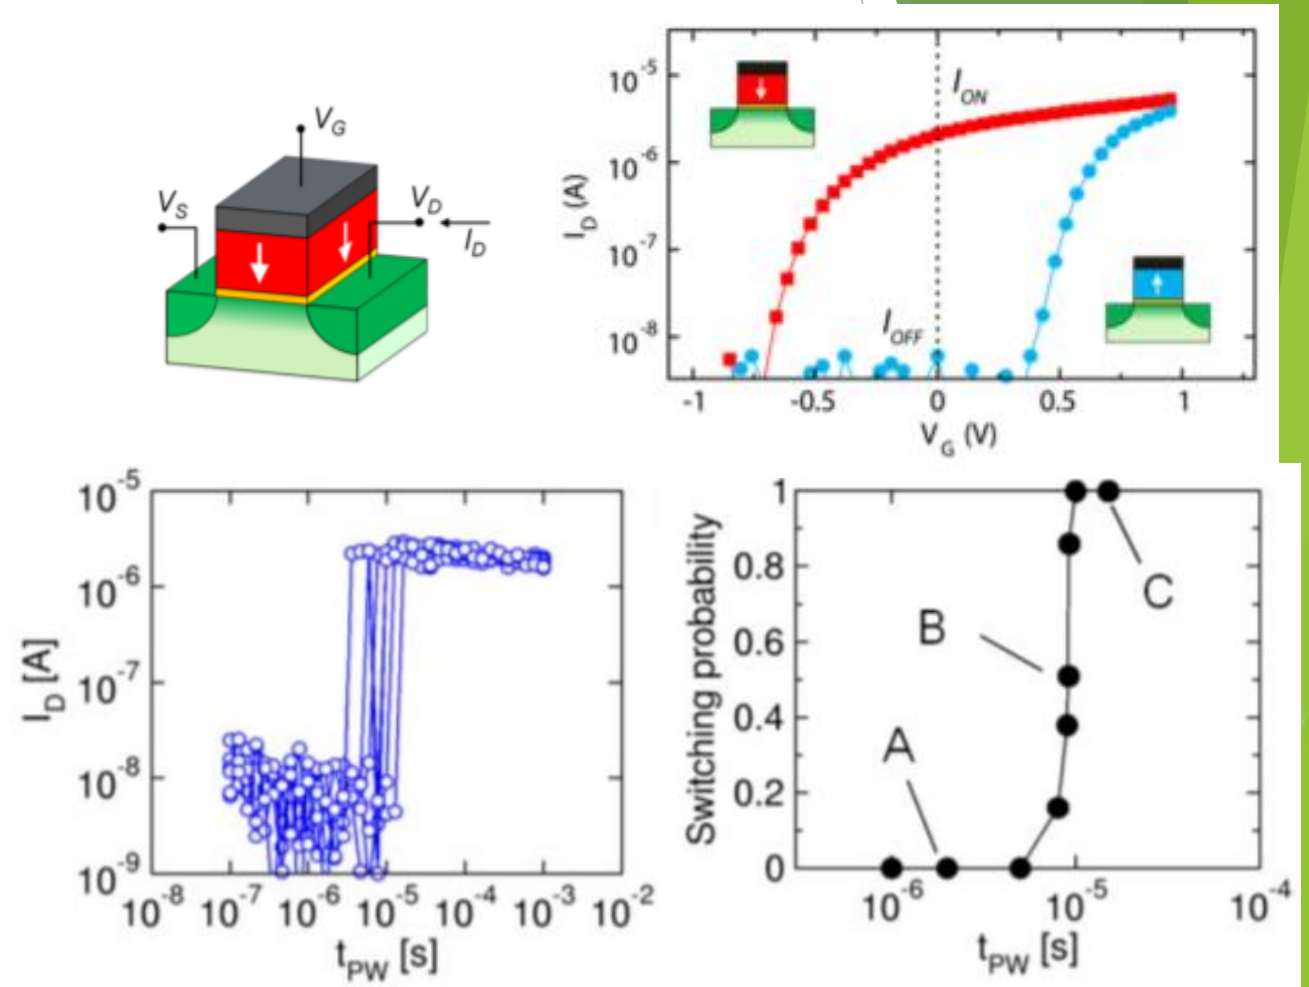 V_G
V_S
V_D
I_D
I_D (A)
10^-5
10^-6
10^-7
10^-8
I_ON
I_OFF
-1 -0.5 0 0.5 1
V_G (V)
I_D [A]
10^-5
10^-6
10^-7
10^-8
10^-9
10^-8 10^-7 10^-6 10^-5 10^-4 10^-3 10^-2
t_PW [s]
Switching probability
1
0.8
0.6
0.4
0.2
0
A
B
C
10^-6 10^-5 10^-4
t_PW [s]